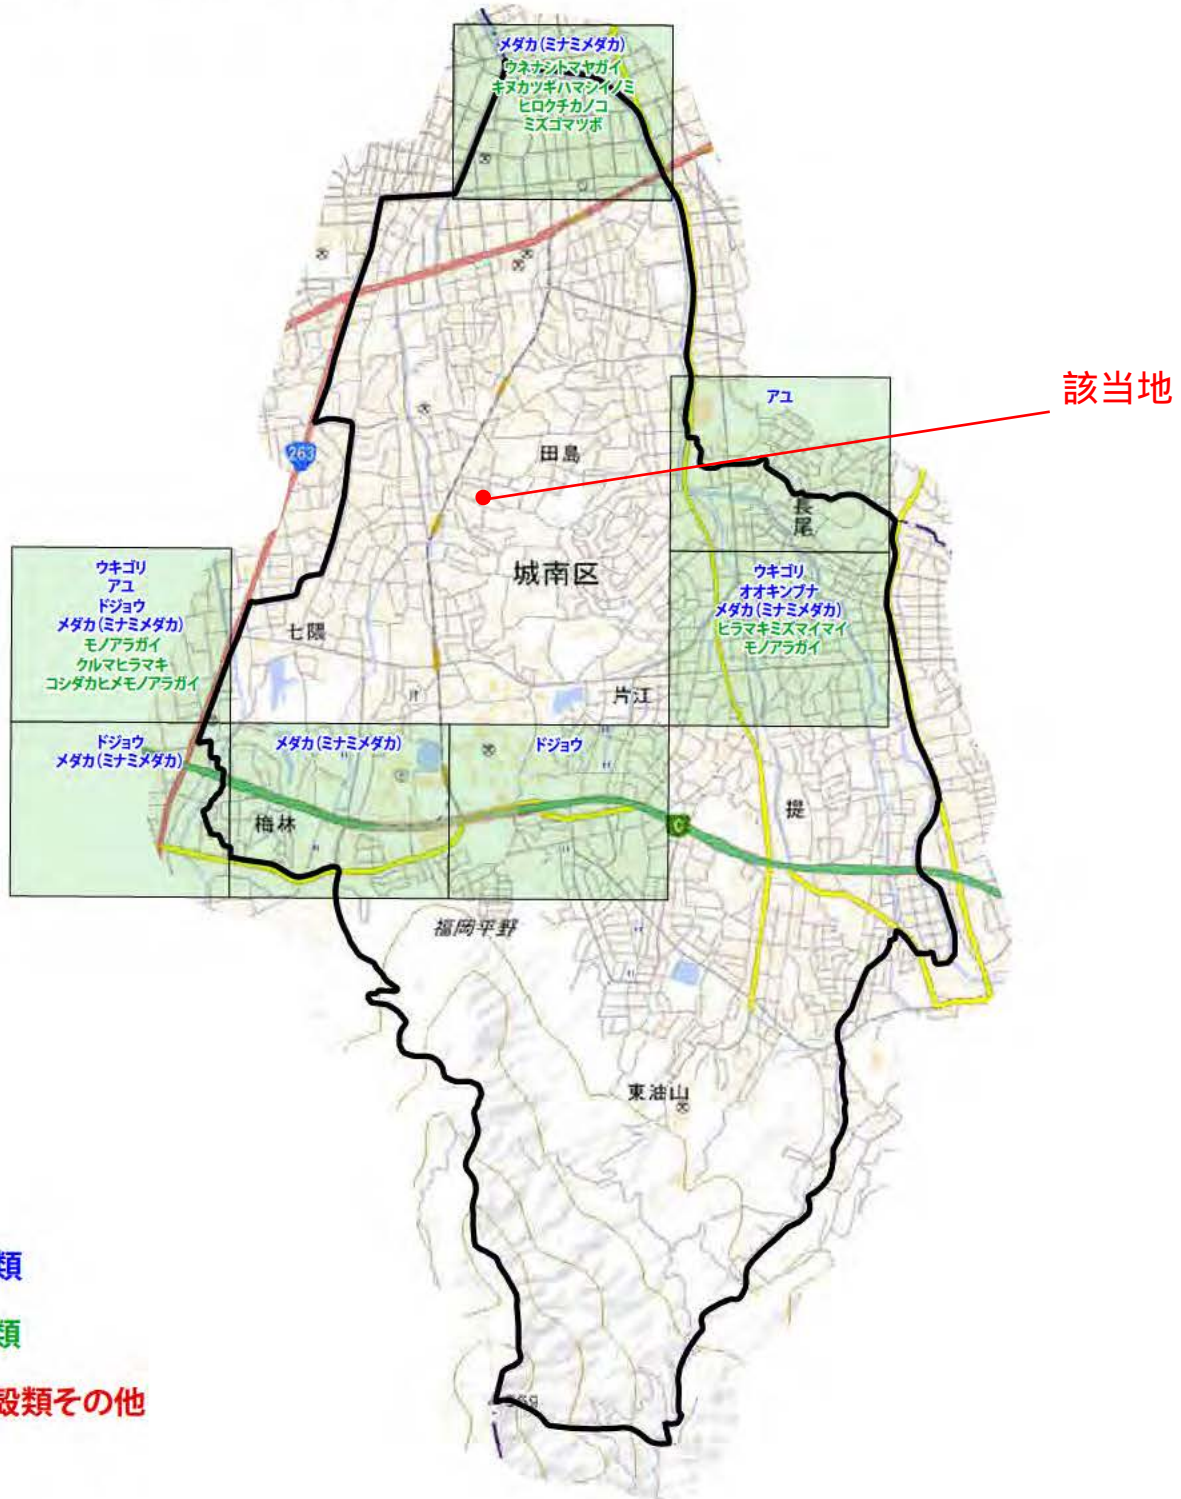 メダカ(ミナミメダカ)
ウネナシトマヤガイ
キヌカツギハマシイノミ
ヒロクチカノコ
ミズゴマツボ
該当地
アユ
263
田島
長尾
城南区
ウキゴリ
アユ
ドジョウ
メダカ(ミナミメダカ)
モノアラガイ
クルマヒラマキ
コシダカヒメモノアラガイ
ウキゴリ
オオキンブナ
メダカ(ミナミメダカ)
ヒラマキミズマイマイ
モノアラガイ
七隈
片江
ドジョウ
メダカ(ミナミメダカ)
メダカ(ミナミメダカ)
ドジョウ
梅林
堤
福岡平野
東油山
類
類
殻類その他